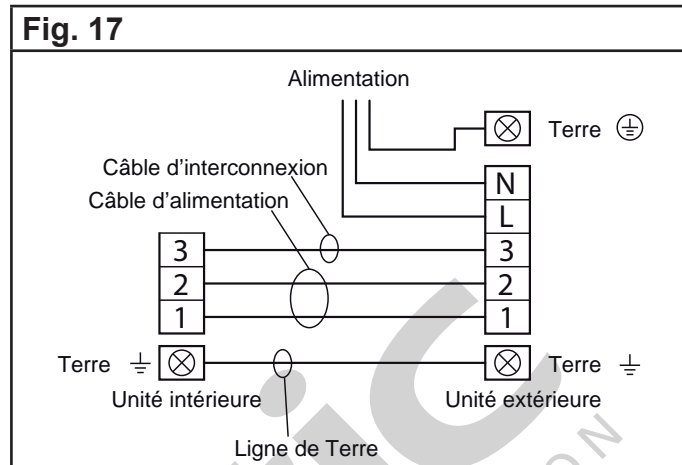 Fig. 17
Alimentation
Terre
Câble d'interconnexion
Câble d'alimentation
N
L
3 3
2 2
1 1
Terre Terre
Unité intérieure Unité extérieure
Ligne de Terre